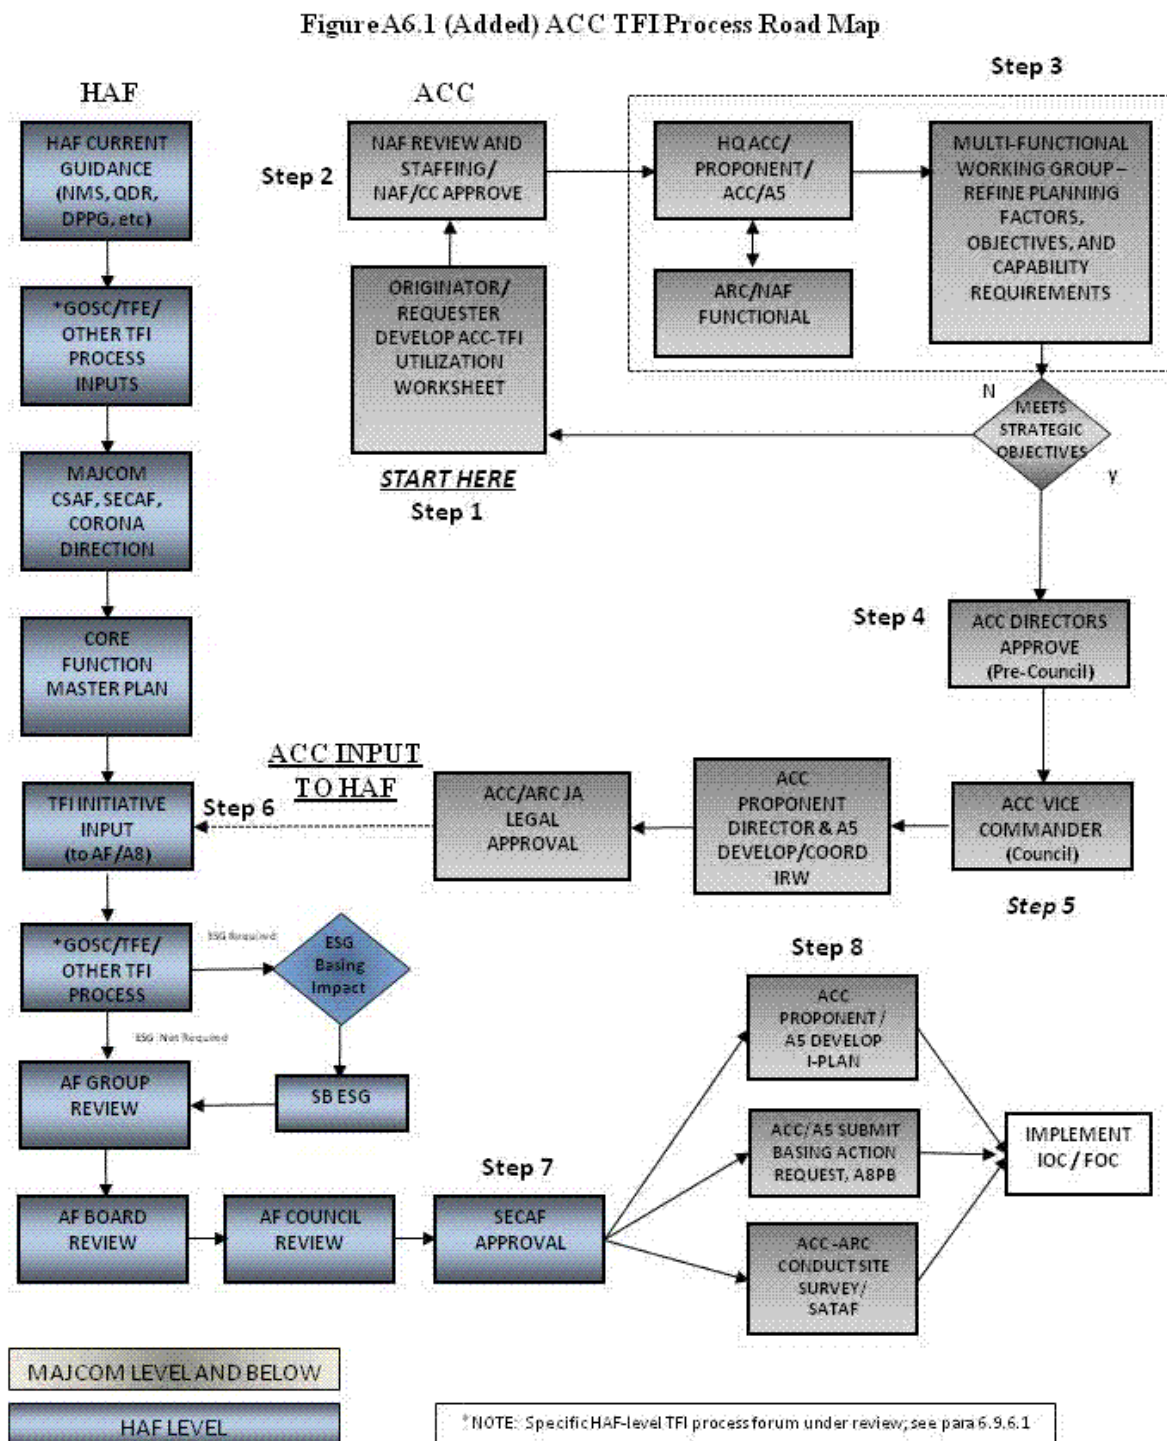 Figure A6.1 (Added) ACC TFI Process Road Map
HAF
ACC
Step 3
HAF CURRENT
GUIDANCE
(NMS, QDR,
DPPG, etc)
Step 2
NAF REVIEW AND
STAFFING/
NAF/CC APPROVE
HQ ACC/
PROPONENT/
ACC/A5
MULTI-FUNCTIONAL
WORKING GROUP –
REFINE PLANNING
FACTORS,
OBJECTIVES, AND
CAPABILITY
REQUIREMENTS
*GOSC/TFE/
OTHER TFI
PROCESS
INPUTS
ORIGINATOR/
REQUESTER
DEVELOP ACC-TFI
UTILIZATION
WORKSHEET
ARC/NAF
FUNCTIONAL
START HERE
Step 1
N
MEETS
STRATEGIC
OBJECTIVES
Y
MAJCOM
CSAF, SECAF,
CORONA
DIRECTION
CORE
FUNCTION
MASTER PLAN
Step 4
ACC DIRECTORS
APPROVE
(Pre-Council)
TFI INITIATIVE
INPUT
(to AF/A8)
Step 6
ACC INPUT
TO HAF
ACC/ARC JA
LEGAL
APPROVAL
ACC
PROPONENT
DIRECTOR & A5
DEVELOP/COORD
IRW
ACC VICE
COMMANDER
(Council)
Step 5
*GOSC/TFE/
OTHER TFI
PROCESS
ESG Required
ESG
Basing
Impact
ESG Not Required
AF GROUP
REVIEW
SB ESG
Step 8
ACC
PROPONENT /
A5 DEVELOP
I-PLAN
ACC/A5 SUBMIT
BASING ACTION
REQUEST, A8PB
IMPLEMENT
IOC / FOC
Step 7
AF BOARD
REVIEW
AF COUNCIL
REVIEW
SECAF
APPROVAL
ACC -ARC
CONDUCT SITE
SURVEY/
SATAF
MAJCOM LEVEL AND BELOW
HAF LEVEL
*NOTE: Specific HAF-level TFI process forum under review; see para 6.9.6.1